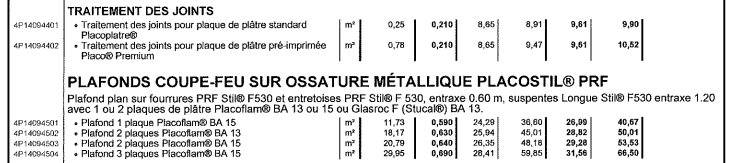 TRAITEMENT DES JOINTS
4P14094401 • Traitement des joints pour plaque de plâtre standard Placoplatre® m² 0,25 0,210 8,65 8,91 9,61 9,90
4P14094402 • Traitement des joints pour plaque de plâtre pré-imprimée Placo® Premium m² 0,78 0,210 8,65 9,47 9,61 10,52
PLAFONDS COUPE-FEU SUR OSSATURE MÉTALLIQUE PLACOSTIL® PRF
Plafond plan sur fourrures PRF Stil® F530 et entretoises PRF Stil® F 530, entraxe 0.60 m, suspentes Longue Stil® F530 entraxe 1.20
avec 1 ou 2 plaques de plâtre Placoflam® BA 13 ou 15 ou Glasroc F (Stucal®) BA 13.
4P14094501 • Plafond 1 plaque Placoflam® BA 15 m² 11,73 0,590 24,29 36,60 26,99 40,67
4P14094502 • Plafond 2 plaques Placoflam® BA 13 m² 18,17 0,630 25,94 45,01 28,82 50,01
4P14094503 • Plafond 2 plaques Placoflam® BA 15 m² 20,79 0,640 26,35 48,18 29,28 53,53
4P14094504 • Plafond 3 plaques Placoflam® BA 15 m² 29,95 0,690 28,41 59,85 31,56 66,50